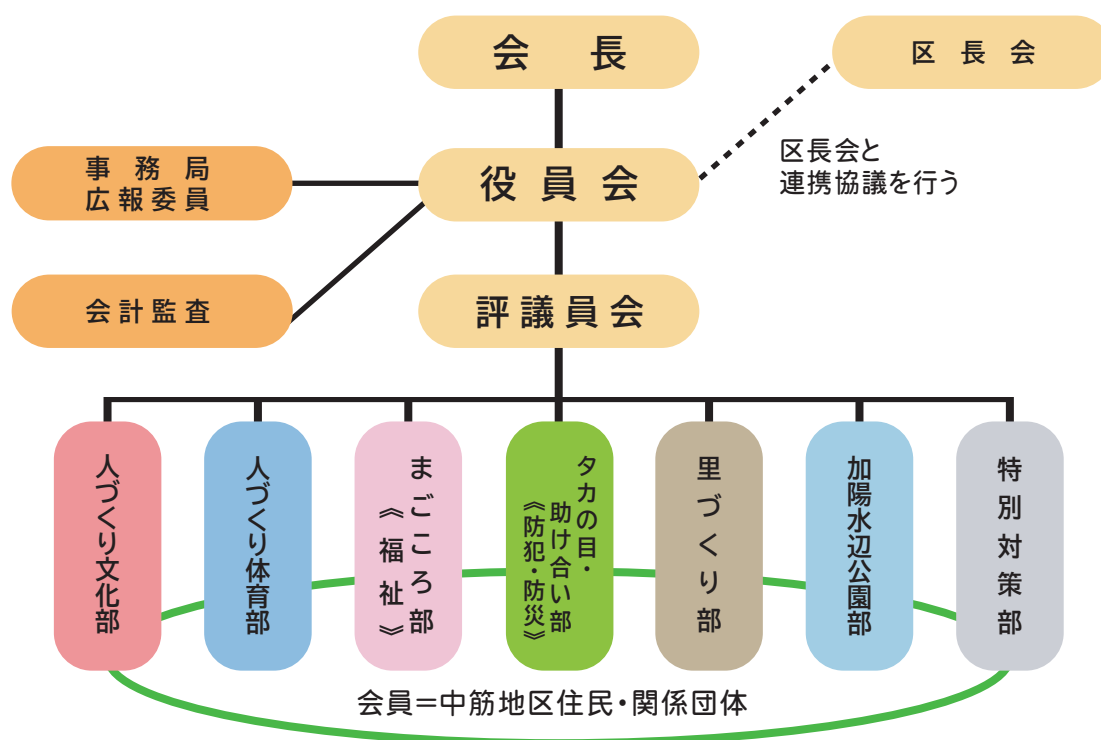 会長
区長会
区長会と
連携協議を行う
事務局
広報委員
役員会
会計監査
評議員会
人づくり文化部
人づくり体育部
まごころ部
《福祉》
タカの目・
助け合い部
《防犯・防災》
里づくり部
加陽水辺公園部
特別対策部
会員＝中筋地区住民・関係団体